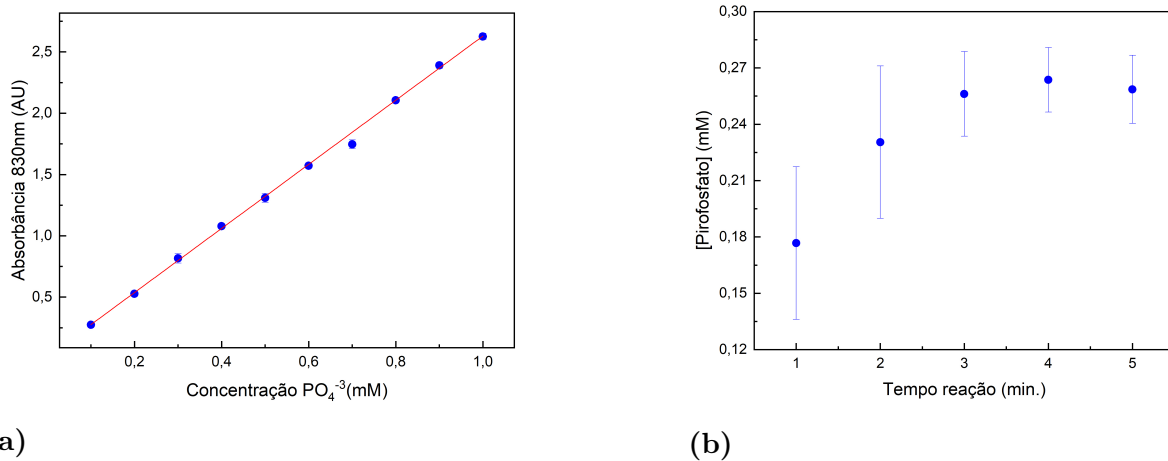 2,5
2,0
1,5
1,0
0,5
0,2 0,4 0,6 0,8 1,0
Absorbância 830nm (AU)
Concentração PO₄⁻³(mM)
a)
0,30
0,27
0,24
0,21
0,18
0,15
0,12
1 2 3 4 5
[Pirofosfato] (mM)
Tempo reação (min.)
(b)